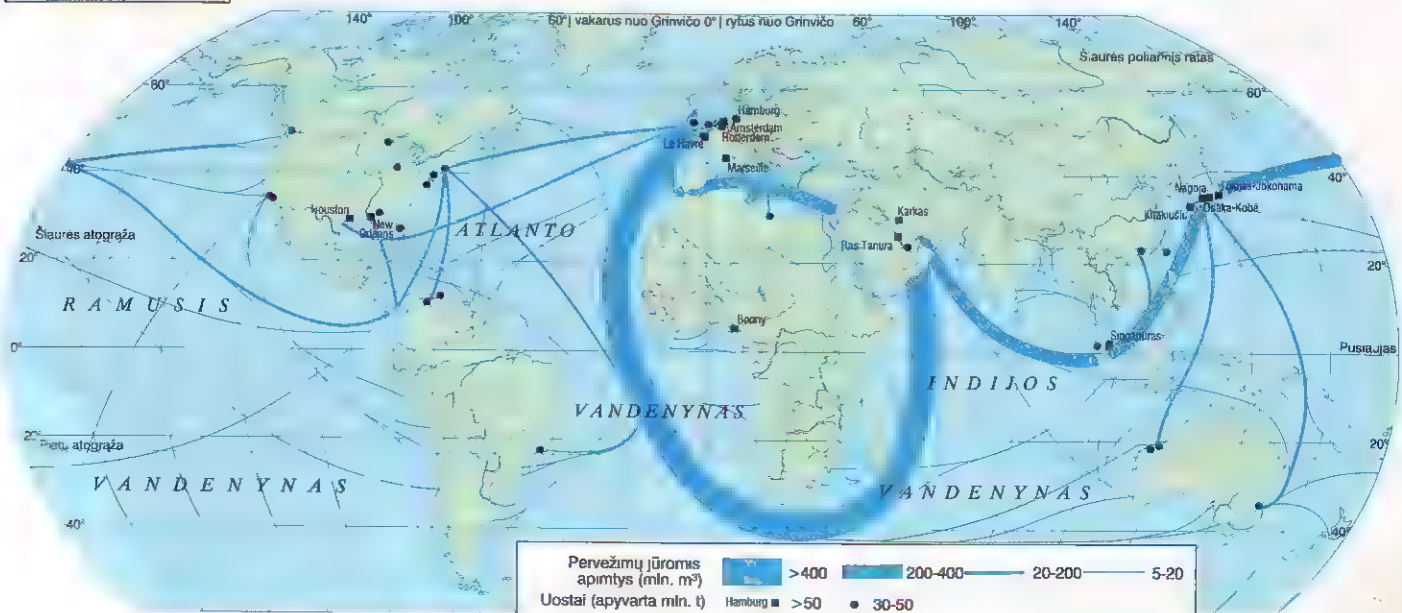 140° 100° 60° vakarus nuo Grinvičo 0° rytus nuo Grinvičo 60° 100° 140°
Šiaurės poliarinis ratas
60° 60°
Hamburg
Amsterdam
Rotterdam
Le Havre
Marseille
40° 40°
Nagoja Tokijas-Jokohama
Kitakiušiu Osaka-Kobė
Houston
New
Orleans
Karkas
Ras Tanura
ATLANTO
Šiaurės atogrąža
20° 20°
RAMUSIS
Bonny
Singapūras
0° Pusiaujas
INDIJOS
VANDENYNAS
20° 20°
Pietų atogrąža
VANDENYNAS VANDENYNAS
40° 40°
Pervežimų jūromis
apimtys (mln. m³) >400 200-400 20-200 5-20
Uostai (apyvarta mln. t) Hamburg >50 30-50